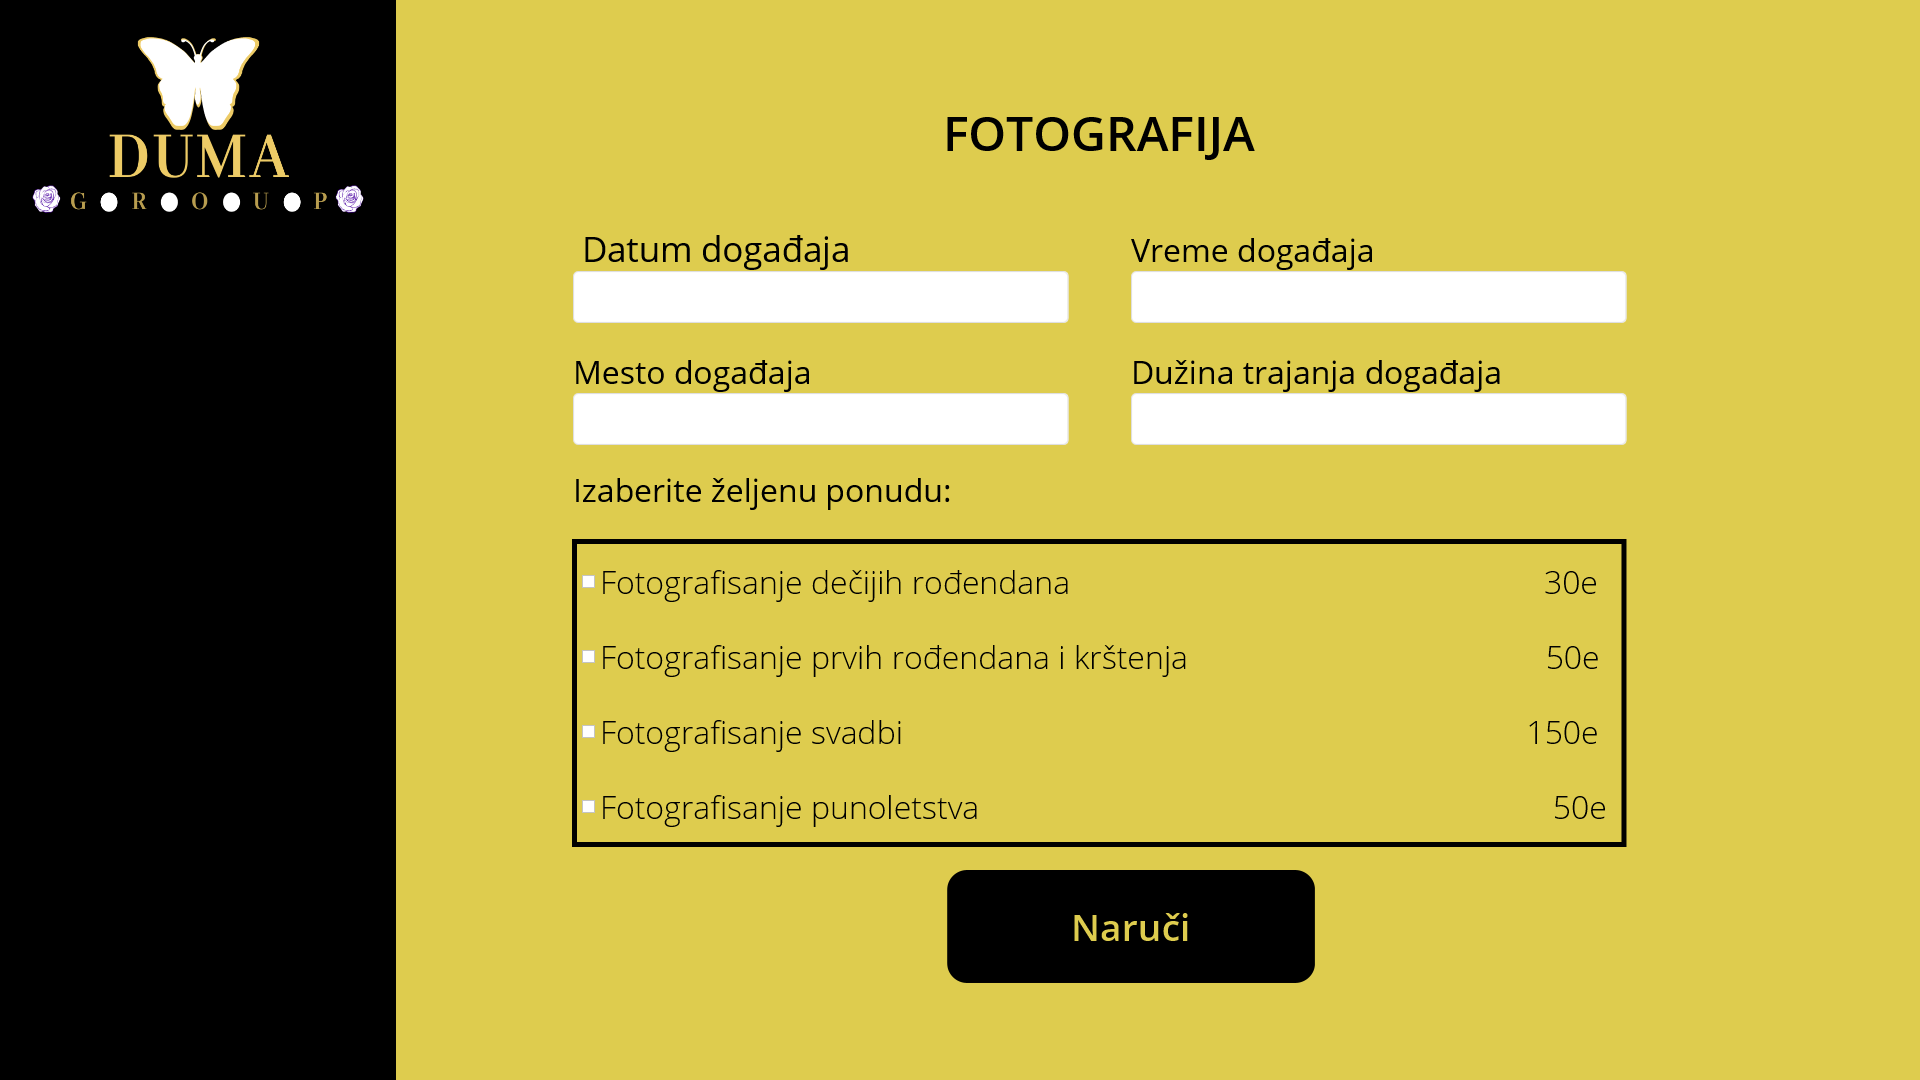 DUMA
GROUP
FOTOGRAFIJA
Datum događaja
Vreme događaja
Mesto događaja
Dužina trajanja događaja
Izaberite željenu ponudu:
Fotografisanje dečijih rođendana 30e
Fotografisanje prvih rođendana i krštenja 50e
Fotografisanje svadbi 150e
Fotografisanje punoletstva 50e
Naruči